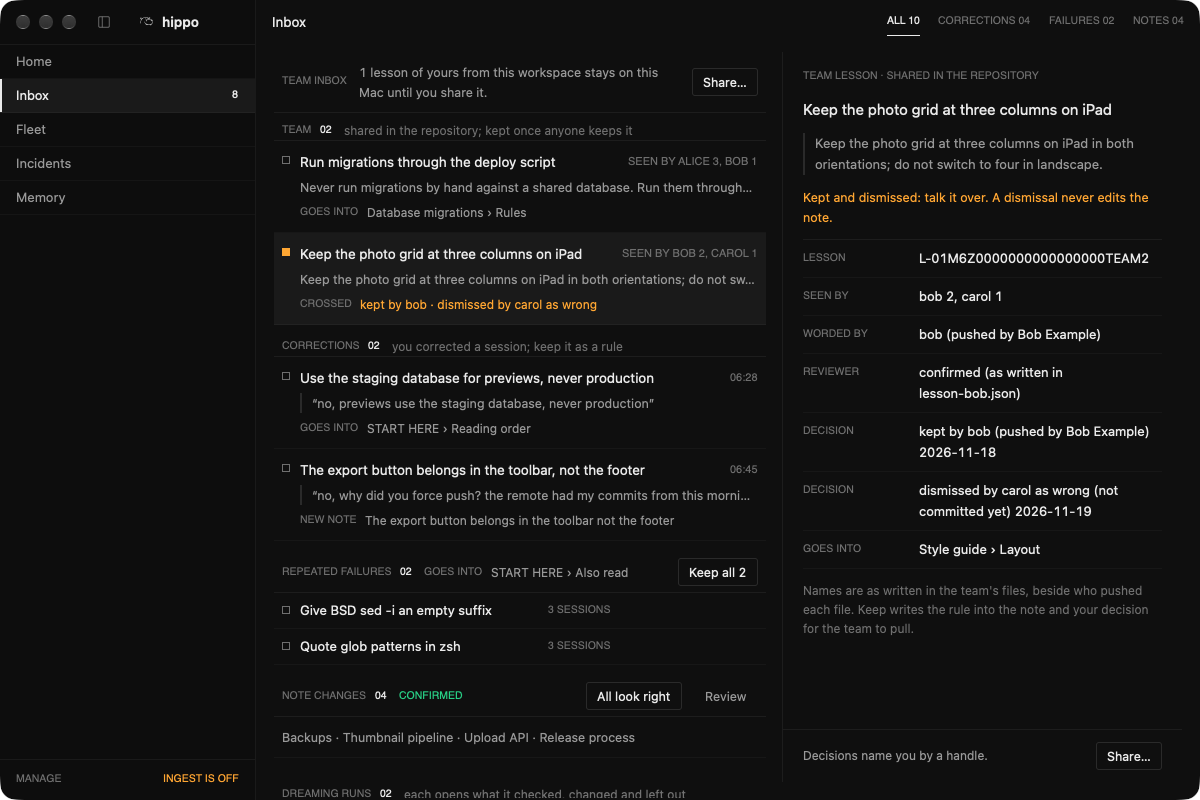 hippo
Inbox
ALL 10 CORRECTIONS 04 FAILURES 02 NOTES 04
Home
Inbox 8
Fleet
Incidents
Memory
MANAGE INGEST IS OFF
TEAM INBOX 1 lesson of yours from this workspace stays on this
Mac until you share it.
Share...
TEAM 02 shared in the repository; kept once anyone keeps it
Run migrations through the deploy script SEEN BY ALICE 3, BOB 1
Never run migrations by hand against a shared database. Run them through...
GOES INTO Database migrations › Rules
Keep the photo grid at three columns on iPad SEEN BY BOB 2, CAROL 1
Keep the photo grid at three columns on iPad in both orientations; do not sw...
CROSSED kept by bob · dismissed by carol as wrong
CORRECTIONS 02 you corrected a session; keep it as a rule
Use the staging database for previews, never production 06:28
“no, previews use the staging database, never production”
GOES INTO START HERE › Reading order
The export button belongs in the toolbar, not the footer 06:45
“no, why did you force push? the remote had my commits from this morni...
NEW NOTE The export button belongs in the toolbar not the footer
REPEATED FAILURES 02 GOES INTO START HERE › Also read Keep all 2
Give BSD sed -i an empty suffix 3 SESSIONS
Quote glob patterns in zsh 3 SESSIONS
NOTE CHANGES 04 CONFIRMED All look right Review
Backups · Thumbnail pipeline · Upload API · Release process
DREAMING RUNS 02 each opens what it checked, changed and left out
TEAM LESSON · SHARED IN THE REPOSITORY
Keep the photo grid at three columns on iPad
Keep the photo grid at three columns on iPad in both
orientations; do not switch to four in landscape.
Kept and dismissed: talk it over. A dismissal never edits the
note.
LESSON L-01M6Z0000000000000000TEAM2
SEEN BY bob 2, carol 1
WORDED BY bob (pushed by Bob Example)
REVIEWER confirmed (as written in
lesson-bob.json)
DECISION kept by bob (pushed by Bob Example)
2026-11-18
DECISION dismissed by carol as wrong (not
committed yet) 2026-11-19
GOES INTO Style guide › Layout
Names are as written in the team's files, beside who pushed
each file. Keep writes the rule into the note and your decision
for the team to pull.
Decisions name you by a handle. Share...